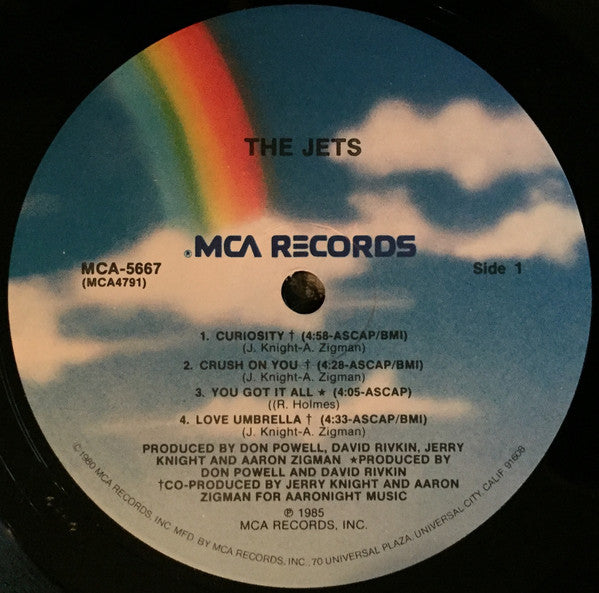 THE JETS
®MCA RECORDS
MCA-5667
(MCA4791)
Side 1
1. CURIOSITY † (4:58-ASCAP/BMI)
(J. Knight-A. Zigman)
2. CRUSH ON YOU † (4:28-ASCAP/BMI)
(J. Knight-A. Zigman)
3. YOU GOT IT ALL ★ (4:05-ASCAP)
((R. Holmes)
4. LOVE UMBRELLA † (4:33-ASCAP/BMI)
(J. Knight-A. Zigman)
PRODUCED BY DON POWELL, DAVID RIVKIN, JERRY
KNIGHT AND AARON ZIGMAN ★PRODUCED BY
DON POWELL AND DAVID RIVKIN
†CO-PRODUCED BY JERRY KNIGHT AND AARON
ZIGMAN FOR AARONIGHT MUSIC
℗ 1985
MCA RECORDS, INC.
©1980 MCA RECORDS, INC. MFD. BY MCA RECORDS, INC., 70 UNIVERSAL PLAZA, UNIVERSAL CITY, CALIF. 91608